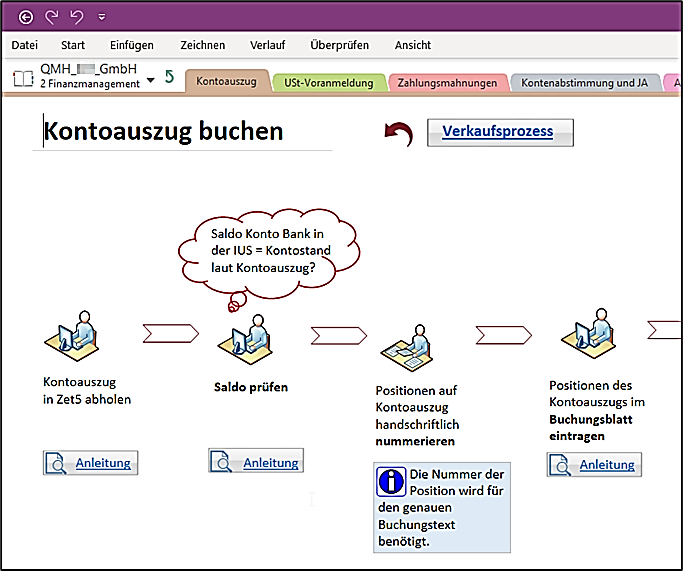 Datei Start Einfügen Zeichnen Verlauf Überprüfen Ansicht
QMH_ _GmbH
2 Finanzmanagement
Kontoauszug USt-Voranmeldung Zahlungsmahnungen Kontenabstimmung und JA A
Kontoauszug buchen
Verkaufsprozess
Saldo Konto Bank in
der IUS = Kontostand
laut Kontoauszug?
Kontoauszug
in Zet5 abholen
Anleitung
Saldo prüfen
Anleitung
Positionen auf
Kontoauszug
handschriftlich
nummerieren
i
Die Nummer der
Position wird für
den genauen
Buchungstext
benötigt.
Positionen des
Kontoauszugs im
Buchungsblatt
eintragen
Anleitung